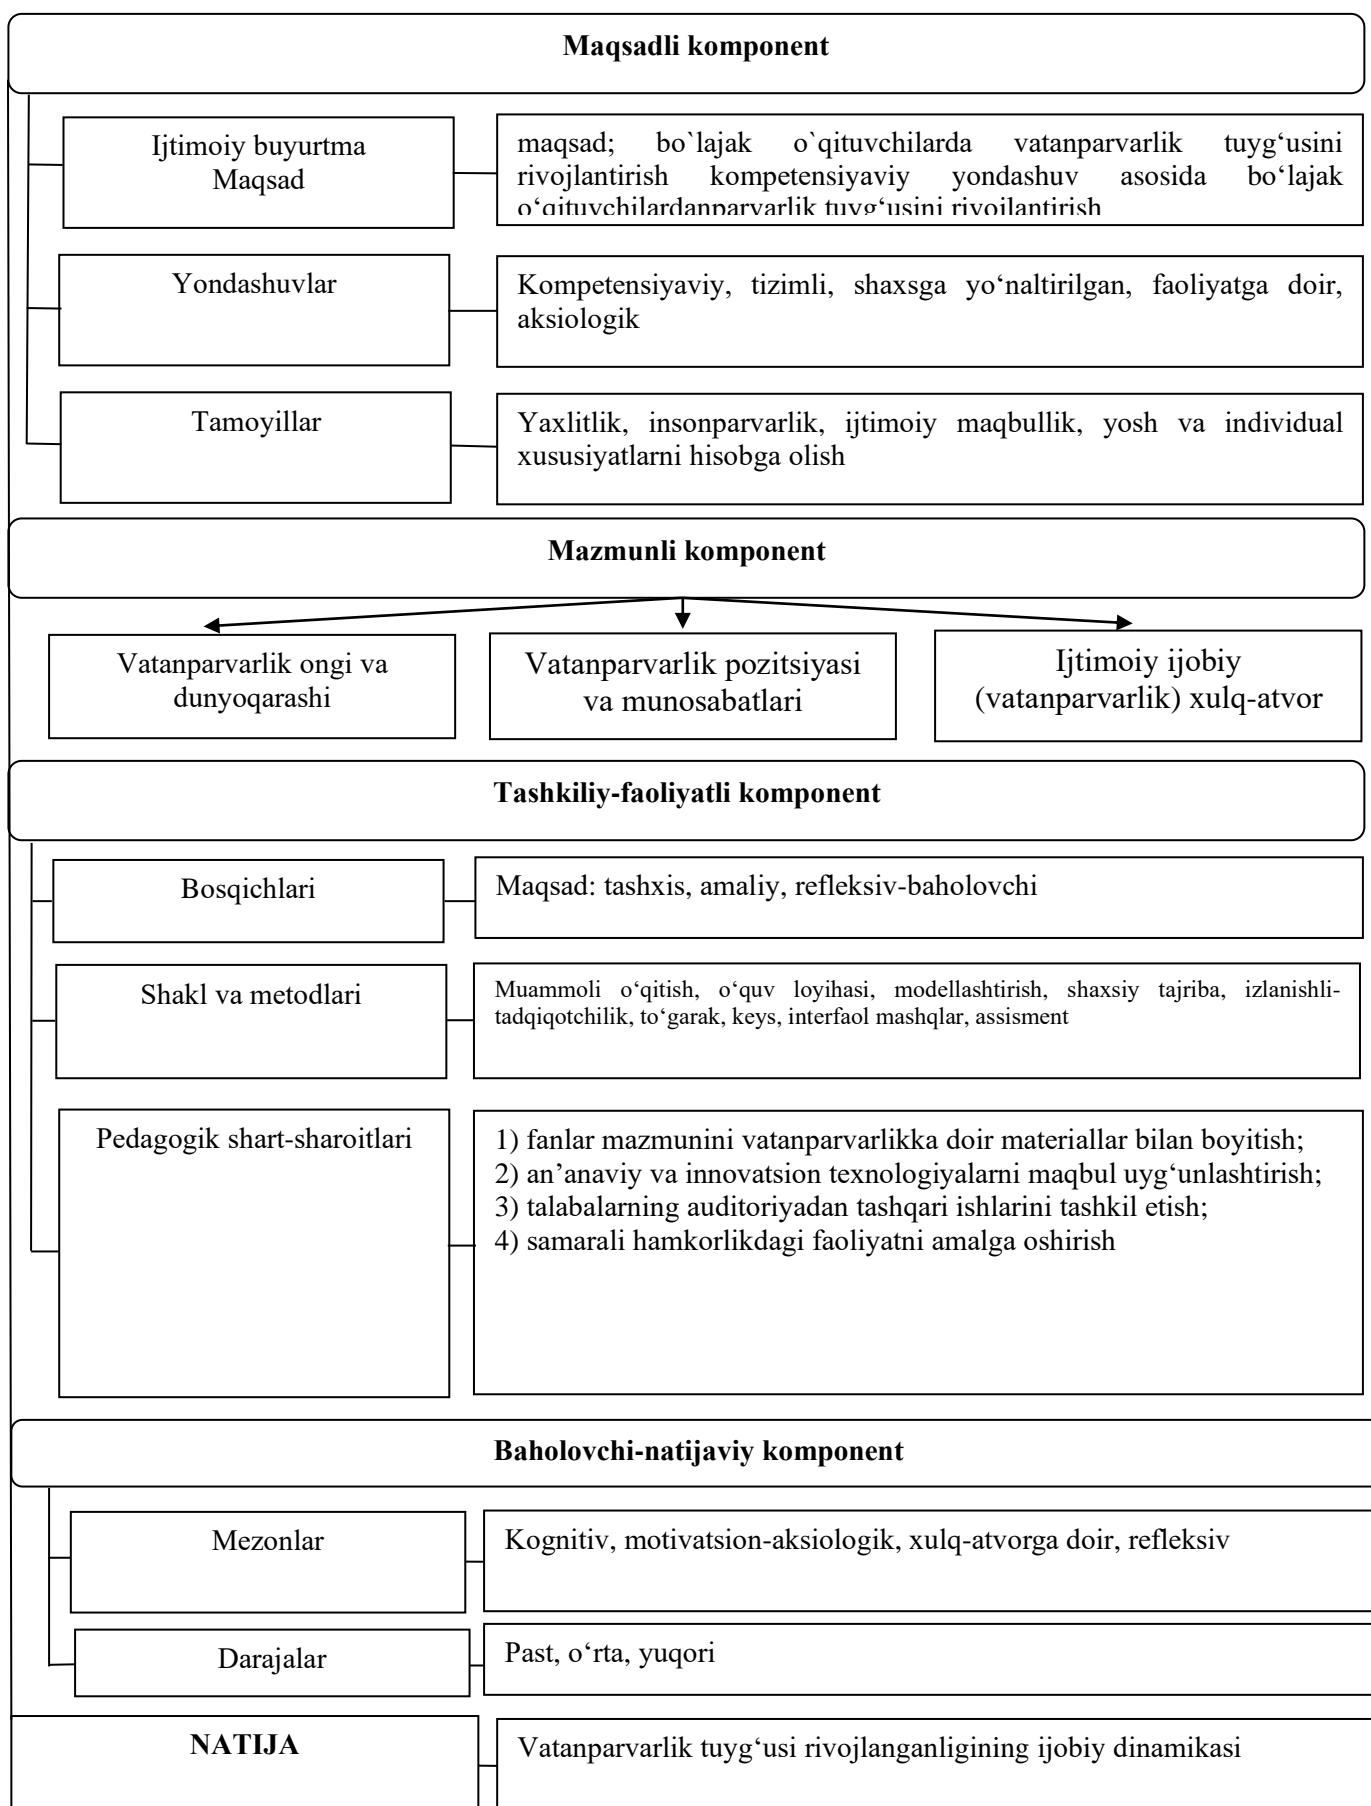 Maqsadli komponent
Ijtimoiy buyurtma
Maqsad
maqsad; bo`lajak o`qituvchilarda vatanparvarlik tuyg‘usini
rivojlantirish kompetensiyaviy yondashuv asosida bo‘lajak
o‘qituvchilardanparvarlik tuyg‘usini rivojlantirish
Yondashuvlar
Kompetensiyaviy, tizimli, shaxsga yo‘naltirilgan, faoliyatga doir,
aksiologik
Tamoyillar
Yaxlitlik, insonparvarlik, ijtimoiy maqbullik, yosh va individual
xususiyatlarni hisobga olish
Mazmunli komponent
Vatanparvarlik ongi va
dunyoqarashi
Vatanparvarlik pozitsiyasi
va munosabatlari
Ijtimoiy ijobiy
(vatanparvarlik) xulq-atvor
Tashkiliy-faoliyatli komponent
Bosqichlari
Maqsad: tashxis, amaliy, refleksiv-baholovchi
Shakl va metodlari
Muammoli o‘qitish, o‘quv loyihasi, modellashtirish, shaxsiy tajriba, izlanishli-
tadqiqotchilik, to‘garak, keys, interfaol mashqlar, assisment
Pedagogik shart-sharoitlari
1) fanlar mazmunini vatanparvarlikka doir materiallar bilan boyitish;
2) an’anaviy va innovatsion texnologiyalarni maqbul uyg‘unlashtirish;
3) talabalarning auditoriyadan tashqari ishlarini tashkil etish;
4) samarali hamkorlikdagi faoliyatni amalga oshirish
Baholovchi-natijaviy komponent
Mezonlar
Kognitiv, motivatsion-aksiologik, xulq-atvorga doir, refleksiv
Darajalar
Past, o‘rta, yuqori
NATIJA
Vatanparvarlik tuyg‘usi rivojlanganligining ijobiy dinamikasi